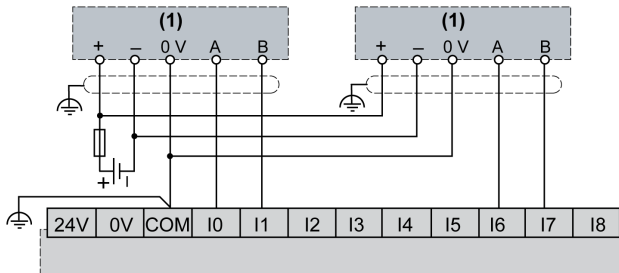 (1) (1)
+ – 0 V A B + – 0 V A B
+ –
24V 0V COM I0 I1 I2 I3 I4 I5 I6 I7 I8